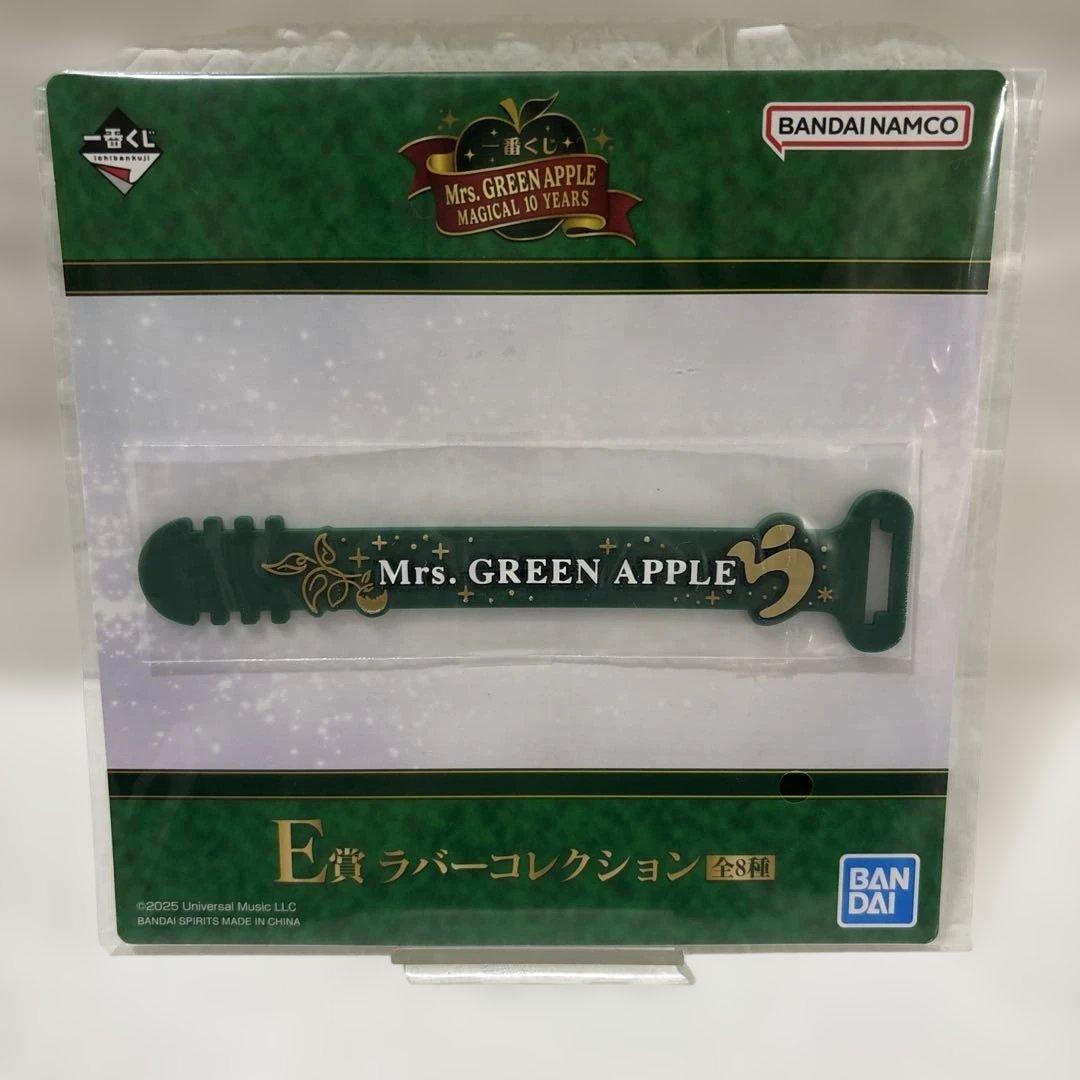 一番くじ
ichibankuji
一番くじ
Mrs. GREEN APPLE
MAGICAL 10 YEARS
BANDAI NAMCO
Mrs. GREEN APPLE
E賞 ラバーコレクション 全8種
©2025 Universal Music LLC
BANDAI SPIRITS MADE IN CHINA
BAN
DAI